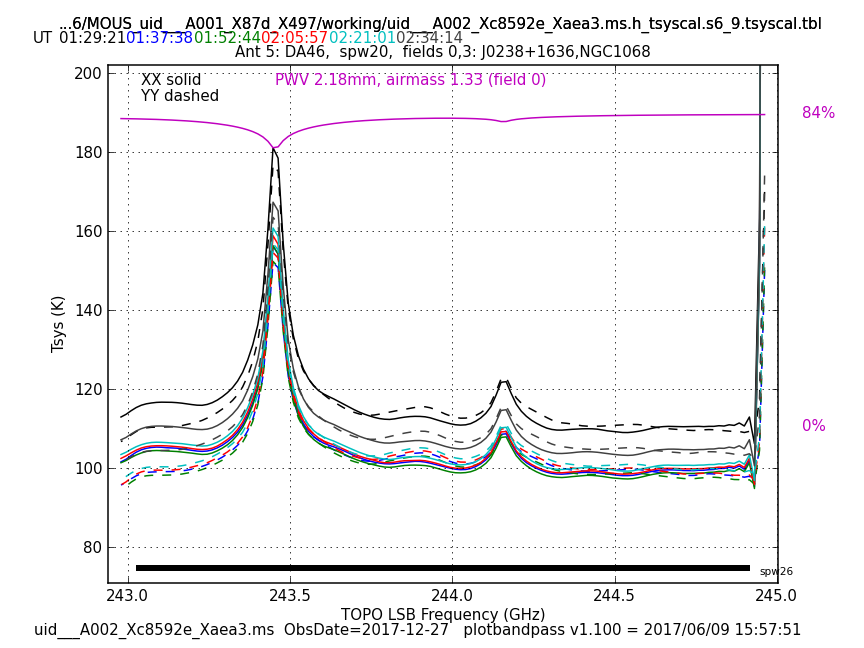 ...6/MOUS_uid___A001_X87d_X497/working/uid___A002_Xc8592e_Xaea3.ms.h_tsyscal.s6_9.tsyscal.tbl
UT 01:29:21 01:37:38 01:52:44 02:05:57 02:21:01 02:34:14
Ant 5: DA46,  spw20,  fields 0,3: J0238+1636,NGC1068
XX solid
YY dashed
PWV 2.18mm, airmass 1.33 (field 0)
84%
0%
Tsys (K)
200
180
160
140
120
100
80
spw26
243.0 243.5 244.0 244.5 245.0
TOPO LSB Frequency (GHz)
uid___A002_Xc8592e_Xaea3.ms  ObsDate=2017-12-27   plotbandpass v1.100 = 2017/06/09 15:57:51